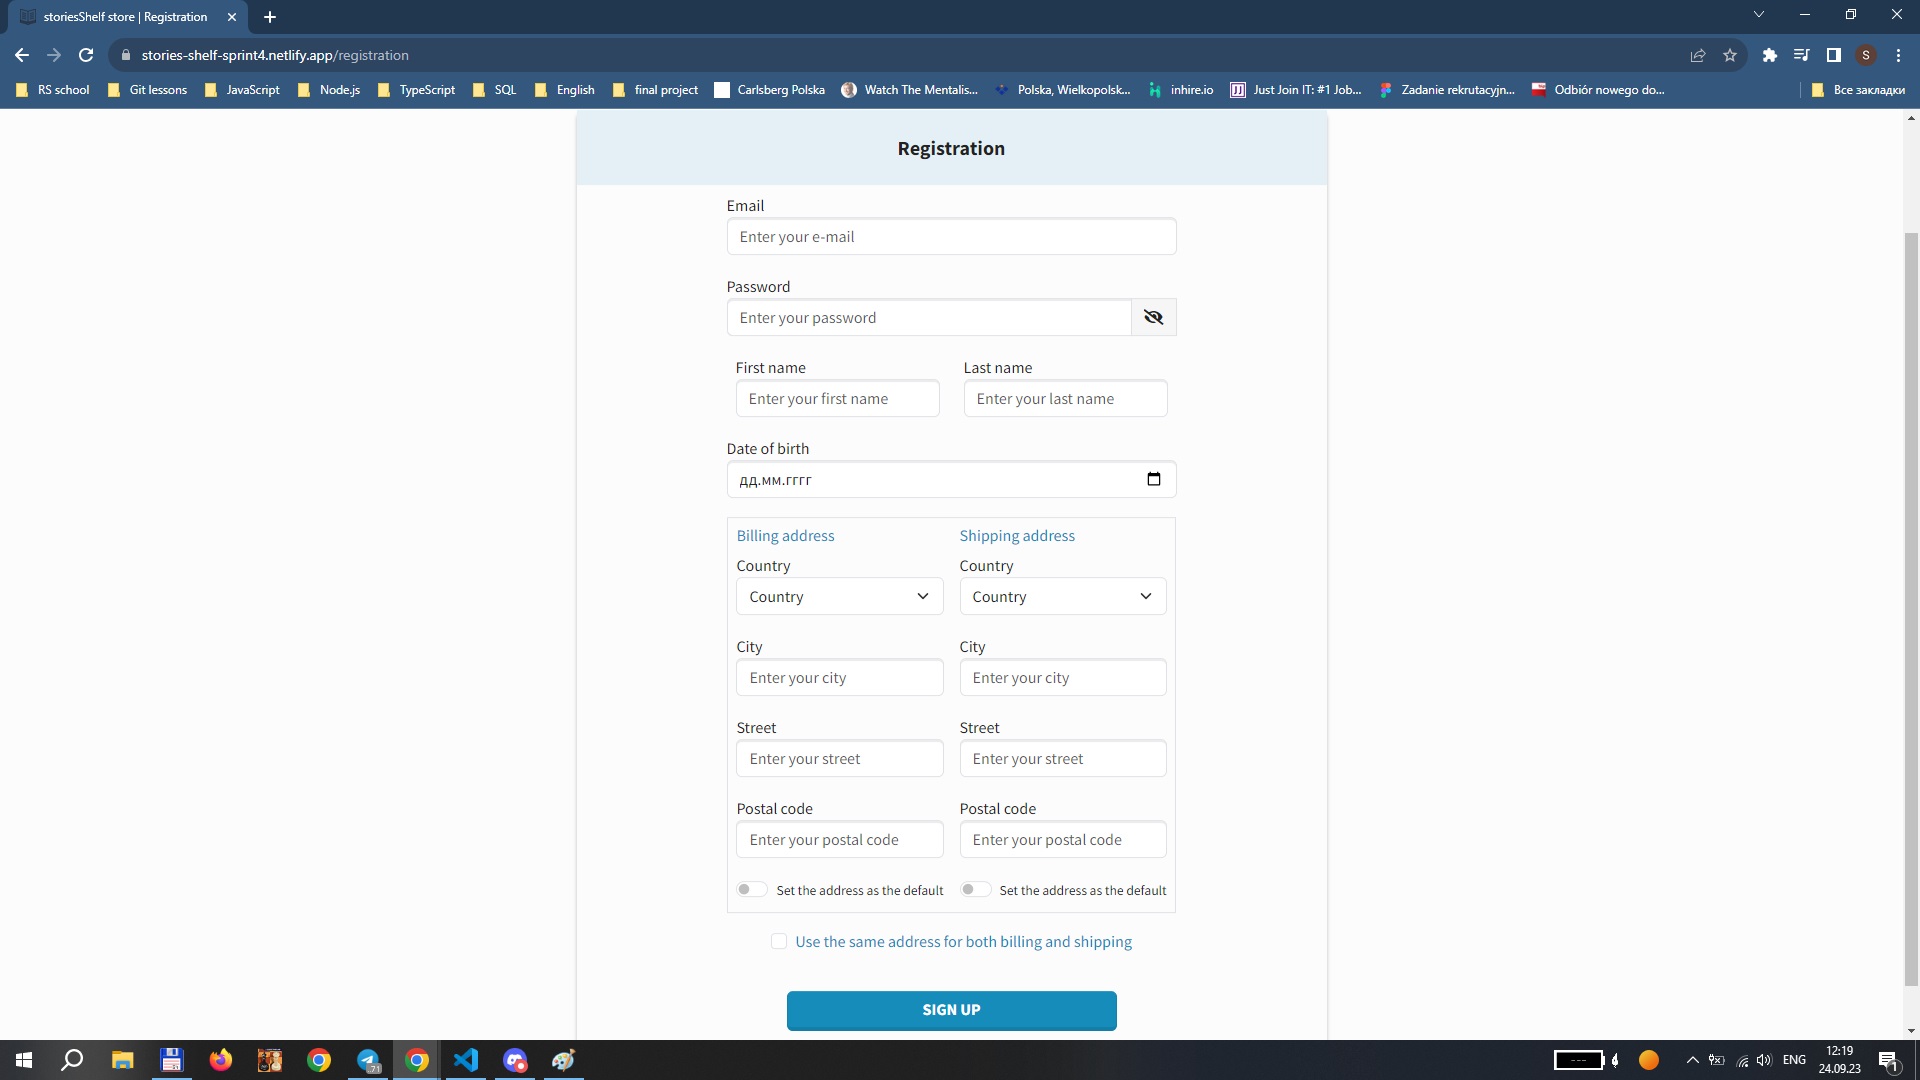 storiesShelf store | Registration
stories-shelf-sprint4.netlify.app/registration
S
RS school
Git lessons
JavaScript
Node.js
TypeScript
SQL
English
final project
Carlsberg Polska
Watch The Mentalis...
Polska, Wielkopolsk...
inhire.io
Just Join IT: #1 Job...
Zadanie rekrutacyjn...
Odbiór nowego do...
Все закладки
Registration
Email
Enter your e-mail
Password
Enter your password
First name Last name
Enter your first name Enter your last name
Date of birth
дд.мм.гггг
Billing address Shipping address
Country Country
Country Country
City City
Enter your city Enter your city
Street Street
Enter your street Enter your street
Postal code Postal code
Enter your postal code Enter your postal code
Set the address as the default Set the address as the default
Use the same address for both billing and shipping
SIGN UP
71
---
ENG
12:19
24.09.23
1